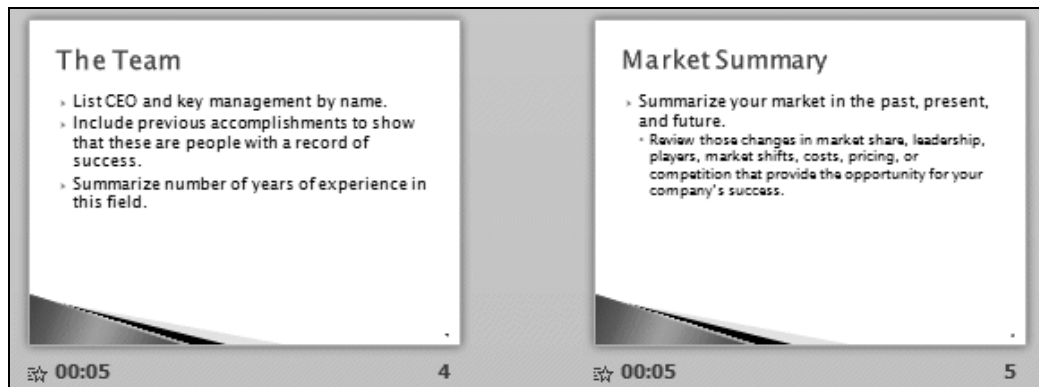 The Team
List CEO and key management by name.
Include previous accomplishments to show
that these are people with a record of
success.
Summarize number of years of experience in
this field.
00:05
4
Market Summary
Summarize your market in the past, present,
and future.
Review those changes in market share, leadership,
players, market shifts, costs, pricing, or
competition that provide the opportunity for your
company's success.
00:05
5